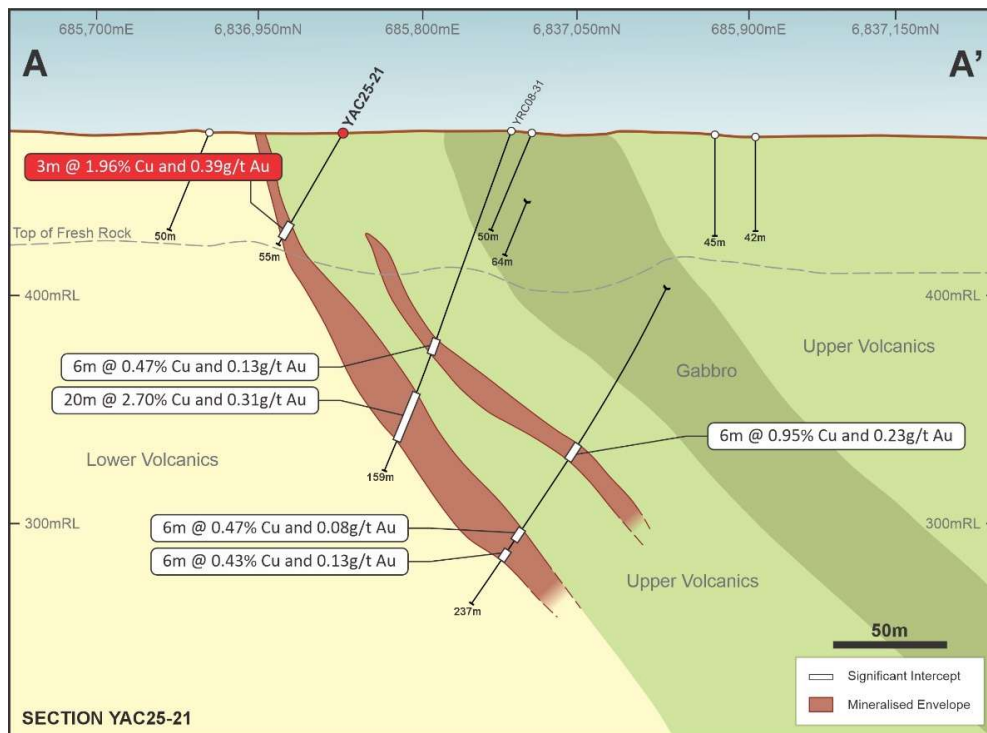 685,700mE
6,836,950mN
685,800mE
6,837,050mN
685,900mE
6,837,150mN
A
A’
YAC25-21
YRC08-31
3m @ 1.96% Cu and 0.39g/t Au
50m
55m
50m
64m
45m
42m
Top of Fresh Rock
400mRL
400mRL
Upper Volcanics
6m @ 0.47% Cu and 0.13g/t Au
Gabbro
20m @ 2.70% Cu and 0.31g/t Au
6m @ 0.95% Cu and 0.23g/t Au
Lower Volcanics
159m
300mRL
300mRL
6m @ 0.47% Cu and 0.08g/t Au
6m @ 0.43% Cu and 0.13g/t Au
Upper Volcanics
237m
50m
Significant Intercept
Mineralised Envelope
SECTION YAC25-21